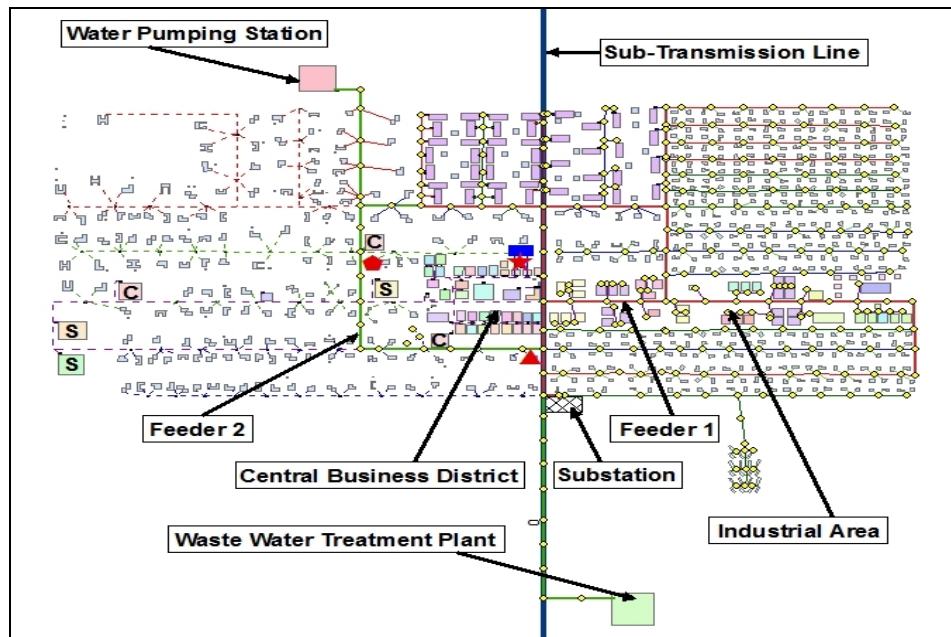 Water Pumping Station
Sub-Transmission Line
C
C
S
S
C
S
Feeder 2
Feeder 1
Central Business District
Substation
Industrial Area
Waste Water Treatment Plant